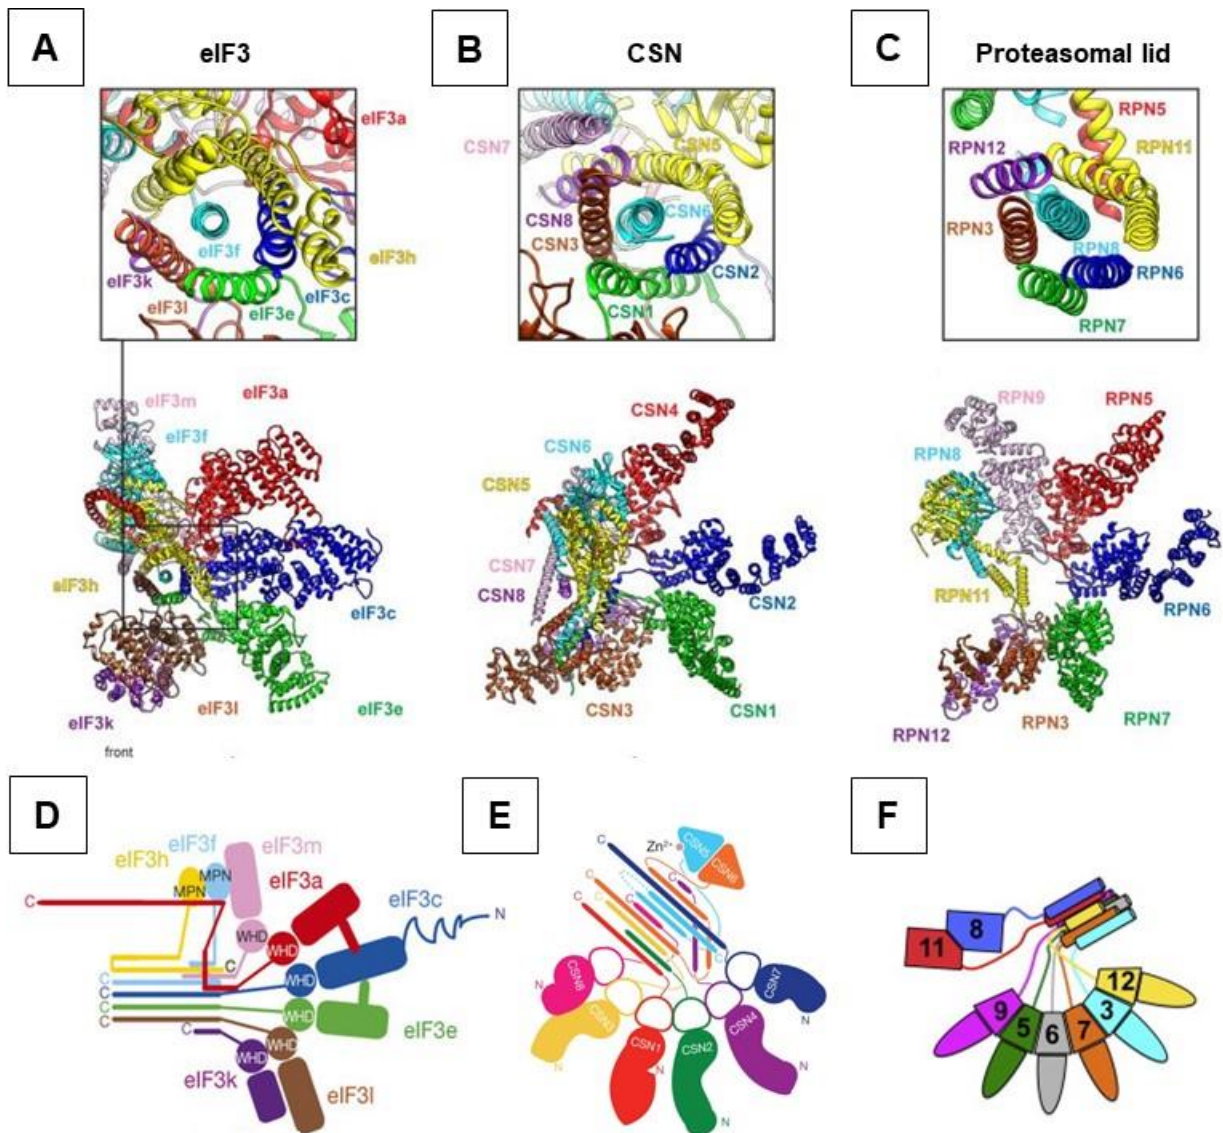 A
eIF3
B
CSN
C
Proteasomal lid
eIF3a
eIF3f
eIF3h
eIF3k
eIF3c
eIF3l
eIF3e
CSN7
CSN5
CSN8
CSN6
CSN3
CSN2
CSN1
RPN5
RPN12
RPN11
RPN3
RPN8
RPN6
RPN7
eIF3m
eIF3a
eIF3f
eIF3h
eIF3c
eIF3k
eIF3l
eIF3e
front
CSN4
CSN6
CSN5
CSN7
CSN8
CSN2
CSN3
CSN1
RPN9
RPN5
RPN8
RPN11
RPN6
RPN12
RPN3
RPN7
D
eIF3f
eIF3h
eIF3m
MPN
MPN
eIF3a
eIF3c
C
N
WHD
WHD
C
WHD
C
C
C
WHD
eIF3e
C
C
WHD
WHD
eIF3k
eIF3l
E
C
Zn2+
CSN5
CSN6
C
C
C
C
C
C
CSN8
N
CSN3
N
CSN1
N
CSN2
N
CSN4
N
CSN7
N
F
8
11
12
9
3
5
6
7